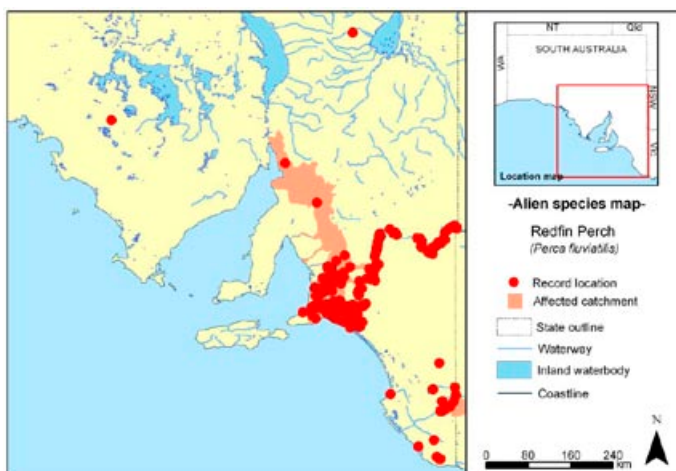 NT
Qld
SOUTH AUSTRALIA
WA
NSW
Vic
Location map
-Alien species map-
Redfin Perch
(Perca fluviatilis)
Record location
Affected catchment
State outline
Waterway
Inland waterbody
Coastline
N
0 40 80 160 240
km